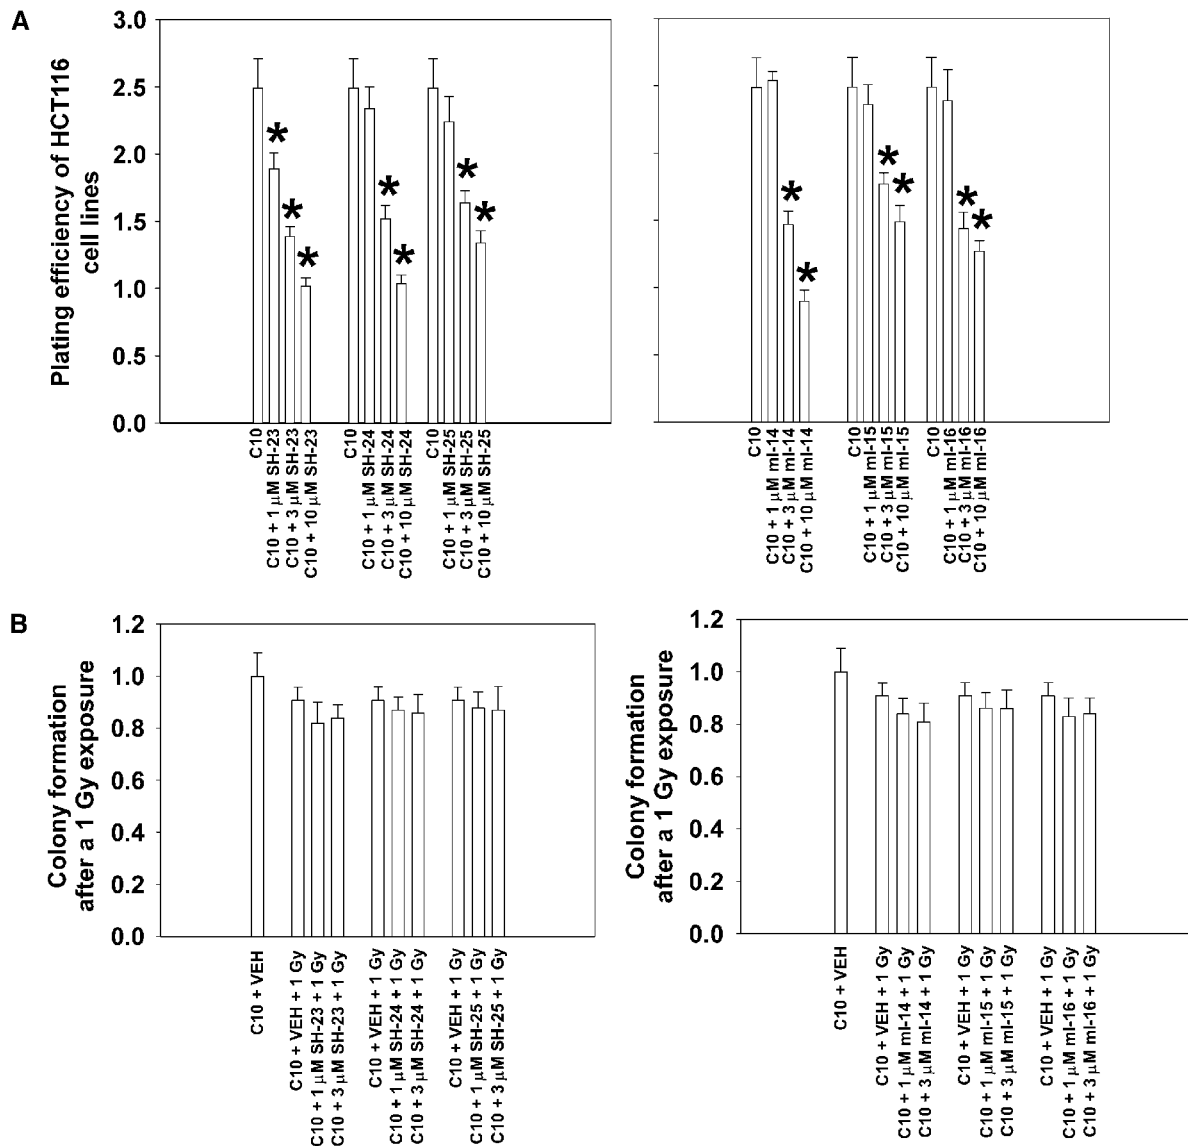 A
Plating efficiency of HCT116
cell lines
3.0
2.5
2.0
1.5
1.0
0.5
0.0
*
*
*
*
*
*
*
*
*
*
*
*
*
C10
C10 + 1 μM SH-23
C10 + 3 μM SH-23
C10 + 10 μM SH-23
C10
C10 + 1 μM SH-24
C10 + 3 μM SH-24
C10 + 10 μM SH-24
C10
C10 + 1 μM SH-25
C10 + 3 μM SH-25
C10 + 10 μM SH-25
C10
C10 + 1 μM ml-14
C10 + 3 μM ml-14
C10 + 10 μM ml-14
C10
C10 + 1 μM ml-15
C10 + 3 μM ml-15
C10 + 10 μM ml-15
C10
C10 + 1 μM ml-16
C10 + 3 μM ml-16
C10 + 10 μM ml-16
B
Colony formation
after a 1 Gy exposure
1.2
1.0
0.8
0.6
0.4
0.2
0.0
C10 + VEH
C10 + VEH + 1 Gy
C10 + 1 μM SH-23 + 1 Gy
C10 + 3 μM SH-23 + 1 Gy
C10 + VEH + 1 Gy
C10 + 1 μM SH-24 + 1 Gy
C10 + 3 μM SH-24 + 1 Gy
C10 + VEH + 1 Gy
C10 + 1 μM SH-25 + 1 Gy
C10 + 3 μM SH-25 + 1 Gy
Colony formation
after a 1 Gy exposure
1.2
1.0
0.8
0.6
0.4
0.2
0.0
C10 + VEH
C10 + VEH + 1 Gy
C10 + 1 μM ml-14 + 1 Gy
C10 + 3 μM ml-14 + 1 Gy
C10 + VEH + 1 Gy
C10 + 1 μM ml-15 + 1 Gy
C10 + 3 μM ml-15 + 1 Gy
C10 + VEH + 1 Gy
C10 + 1 μM ml-16 + 1 Gy
C10 + 3 μM ml-16 + 1 Gy